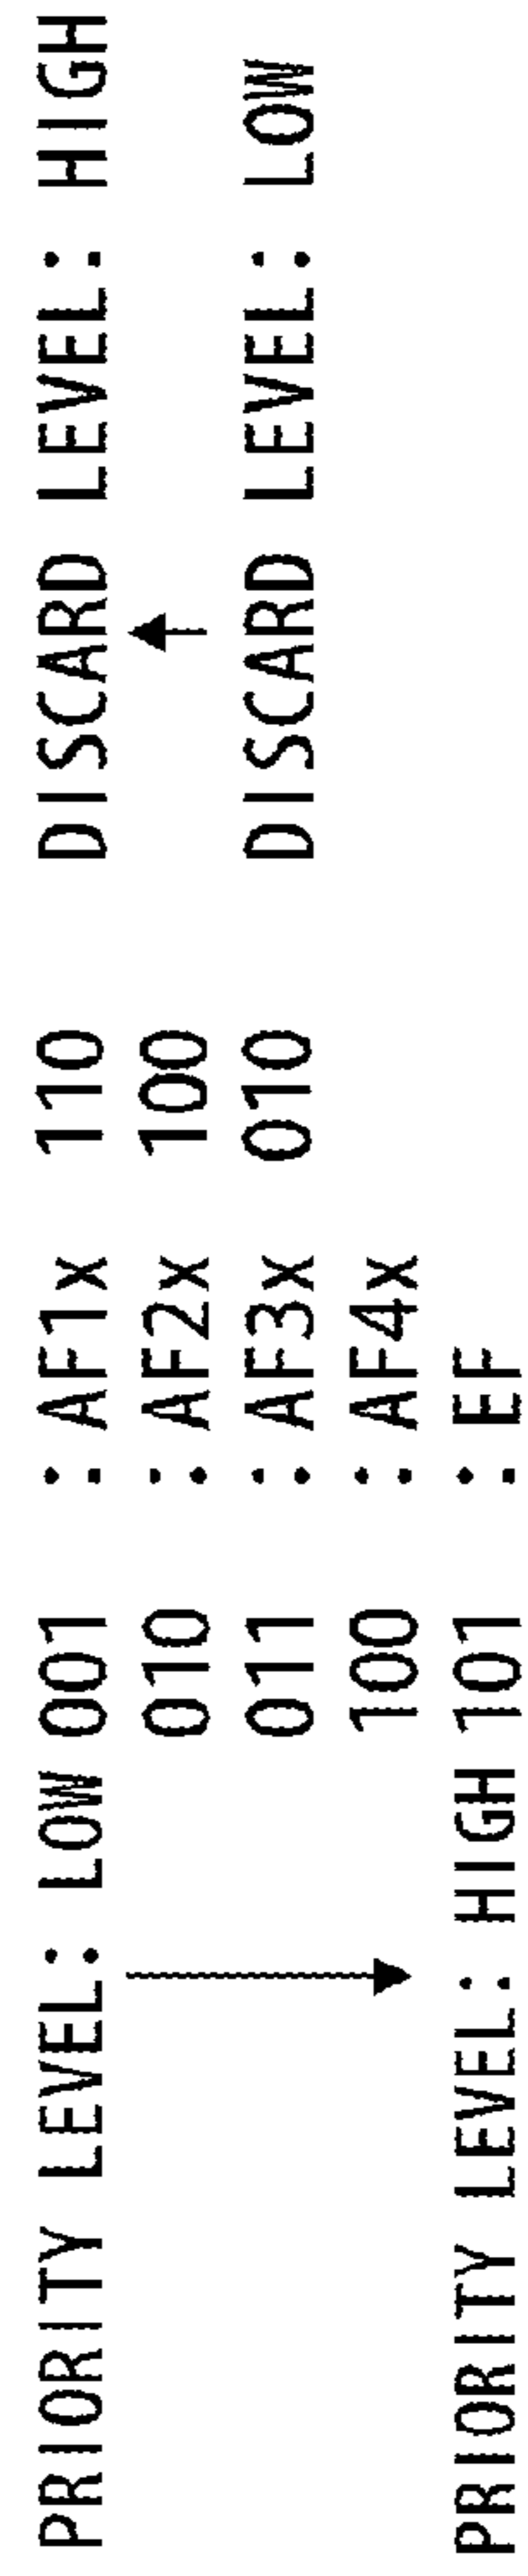 PRIORITY LEVEL: LOW 001 : AF1x 110 DISCARD LEVEL: HIGH
010 : AF2x 100
011 : AF3x 010 DISCARD LEVEL: LOW
100 : AF4x
PRIORITY LEVEL: HIGH 101 : EF